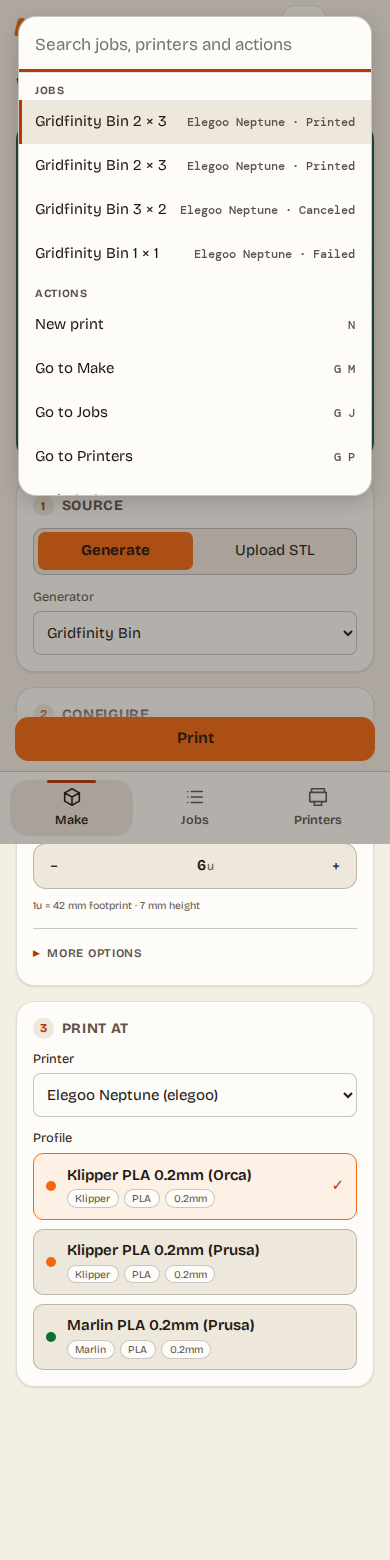 Search jobs, printers and actions
JOBS
Gridfinity Bin 2 × 3 Elegoo Neptune · Printed
Gridfinity Bin 2 × 3 Elegoo Neptune · Printed
Gridfinity Bin 3 × 2 Elegoo Neptune · Canceled
Gridfinity Bin 1 × 1 Elegoo Neptune · Failed
ACTIONS
New print N
Go to Make G M
Go to Jobs G J
Go to Printers G P
1 SOURCE
Generate Upload STL
Generator
Gridfinity Bin
2 CONFIGURE
Print
Make Jobs Printers
− 6u +
1u = 42 mm footprint · 7 mm height
▸ MORE OPTIONS
3 PRINT AT
Printer
Elegoo Neptune (elegoo)
Profile
Klipper PLA 0.2mm (Orca) ✓
Klipper PLA 0.2mm
Klipper PLA 0.2mm (Prusa)
Klipper PLA 0.2mm
Marlin PLA 0.2mm (Prusa)
Marlin PLA 0.2mm